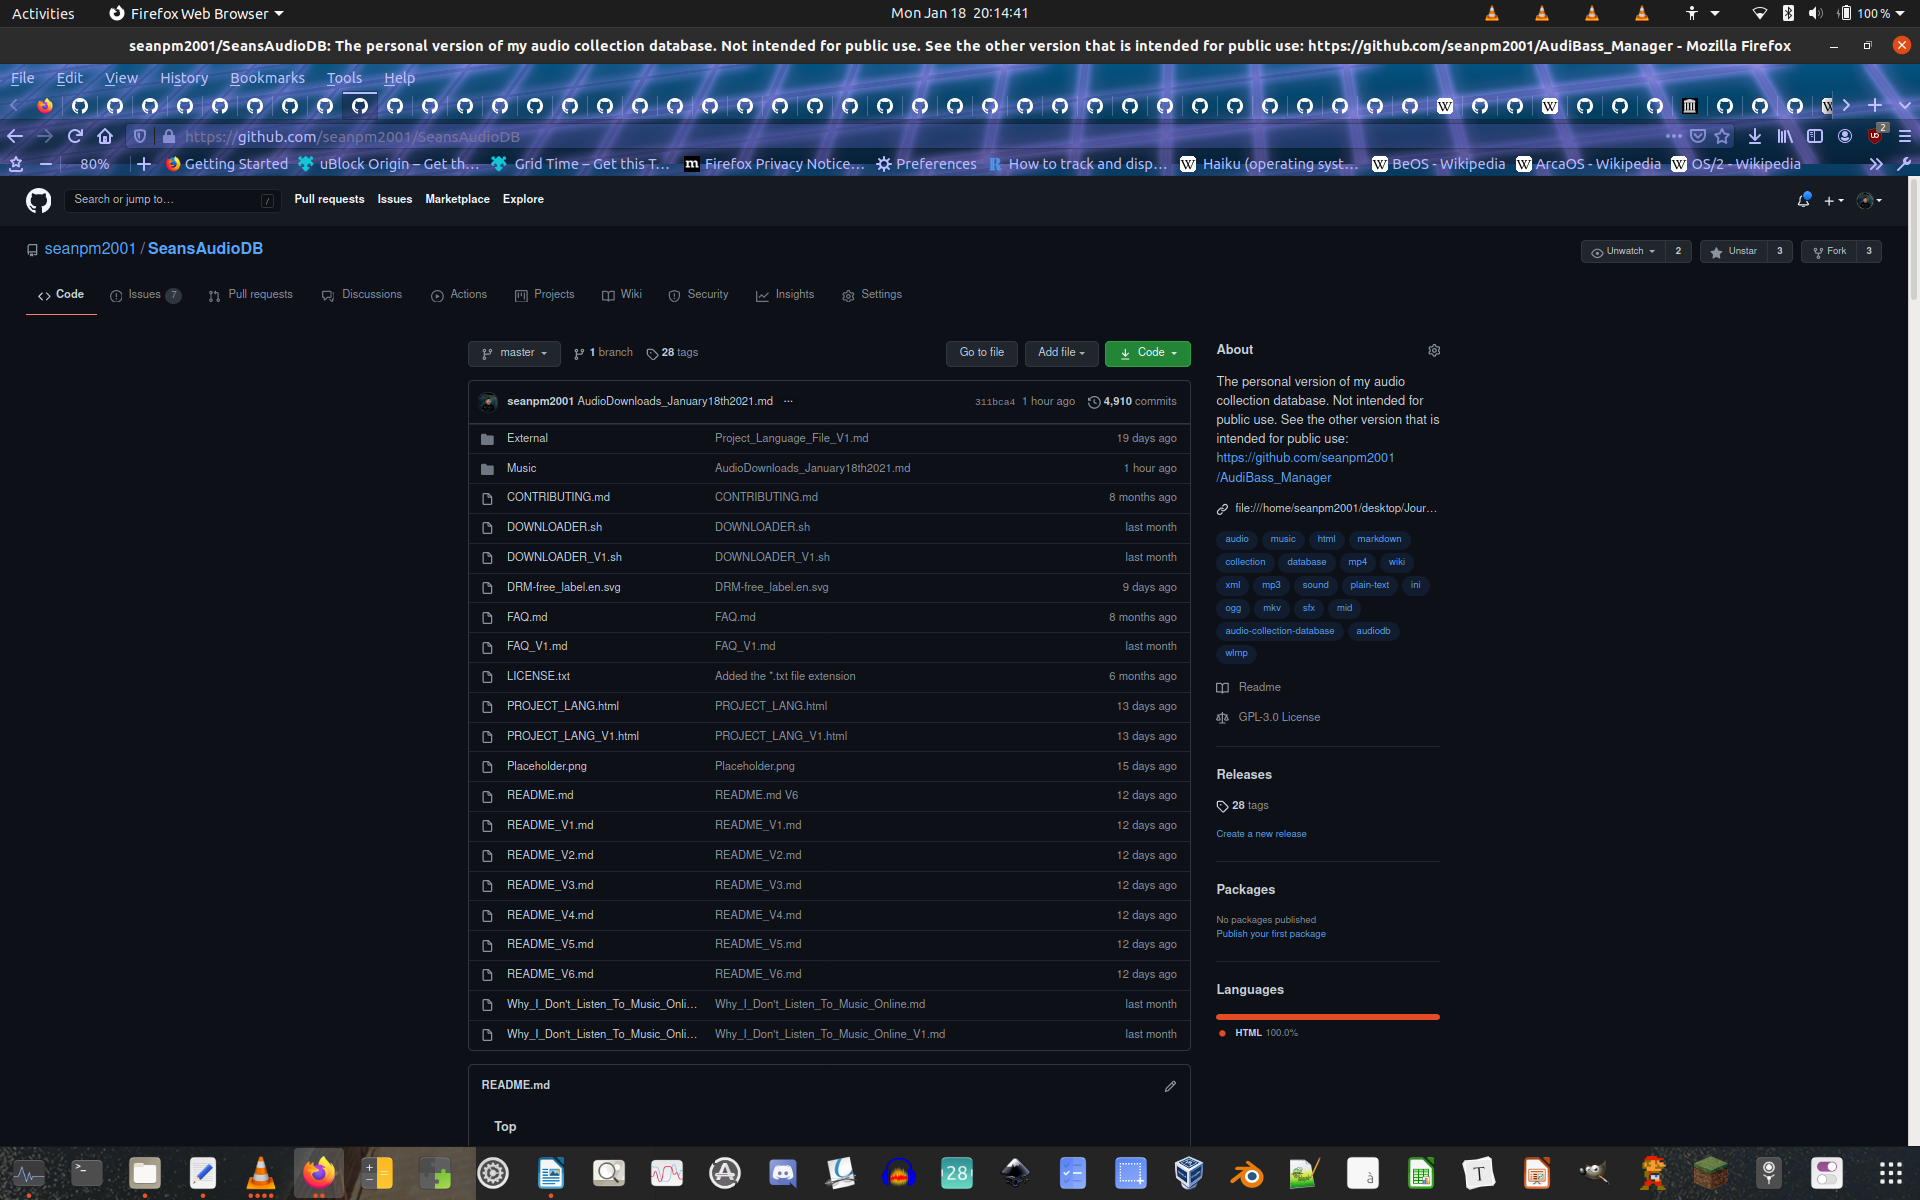 Activities Firefox Web Browser Mon Jan 18 20:14:41 100 %
seanpm2001/SeansAudioDB: The personal version of my audio collection database. Not intended for public use. See the other version that is intended for public use: https://github.com/seanpm2001/AudiBass_Manager - Mozilla Firefox
File Edit View History Bookmarks Tools Help
https://github.com/seanpm2001/SeansAudioDB 2
80% Getting Started uBlock Origin – Get th… Grid Time – Get this T… Firefox Privacy Notice… Preferences How to track and disp… Haiku (operating syst… BeOS - Wikipedia ArcaOS - Wikipedia OS/2 - Wikipedia
Search or jump to… / Pull requests Issues Marketplace Explore
seanpm2001 / SeansAudioDB Unwatch 2 Unstar 3 Fork 3
Code Issues 7 Pull requests Discussions Actions Projects Wiki Security Insights Settings
master 1 branch 28 tags Go to file Add file Code
seanpm2001 AudioDownloads_January18th2021.md ... 311bca4 1 hour ago 4,910 commits
External Project_Language_File_V1.md 19 days ago
Music AudioDownloads_January18th2021.md 1 hour ago
CONTRIBUTING.md CONTRIBUTING.md 8 months ago
DOWNLOADER.sh DOWNLOADER.sh last month
DOWNLOADER_V1.sh DOWNLOADER_V1.sh last month
DRM-free_label.en.svg DRM-free_label.en.svg 9 days ago
FAQ.md FAQ.md 8 months ago
FAQ_V1.md FAQ_V1.md last month
LICENSE.txt Added the *.txt file extension 6 months ago
PROJECT_LANG.html PROJECT_LANG.html 13 days ago
PROJECT_LANG_V1.html PROJECT_LANG_V1.html 13 days ago
Placeholder.png Placeholder.png 15 days ago
README.md README.md V6 12 days ago
README_V1.md README_V1.md 12 days ago
README_V2.md README_V2.md 12 days ago
README_V3.md README_V3.md 12 days ago
README_V4.md README_V4.md 12 days ago
README_V5.md README_V5.md 12 days ago
README_V6.md README_V6.md 12 days ago
Why_I_Don't_Listen_To_Music_Onli… Why_I_Don't_Listen_To_Music_Online.md last month
Why_I_Don't_Listen_To_Music_Onli… Why_I_Don't_Listen_To_Music_Online_V1.md last month
README.md
Top
About
The personal version of my audio
collection database. Not intended for
public use. See the other version that is
intended for public use:
https://github.com/seanpm2001
/AudiBass_Manager
file:///home/seanpm2001/desktop/Jour…
audio music html markdown
collection database mp4 wiki
xml mp3 sound plain-text ini
ogg mkv sfx mid
audio-collection-database audiodb
wlmp
Readme
GPL-3.0 License
Releases
28 tags
Create a new release
Packages
No packages published
Publish your first package
Languages
HTML 100.0%
28